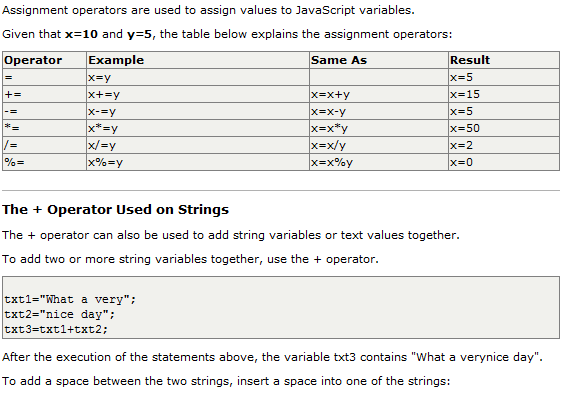 Assignment operators are used to assign values to JavaScript variables.
Given that x=10 and y=5, the table below explains the assignment operators:
Operator Example Same As Result
= x=y x=5
+= x+=y x=x+y x=15
-= x-=y x=x-y x=5
*= x*=y x=x*y x=50
/= x/=y x=x/y x=2
%= x%=y x=x%y x=0
The + Operator Used on Strings
The + operator can also be used to add string variables or text values together.
To add two or more string variables together, use the + operator.
txt1="What a very";
txt2="nice day";
txt3=txt1+txt2;
After the execution of the statements above, the variable txt3 contains "What a verynice day".
To add a space between the two strings, insert a space into one of the strings: